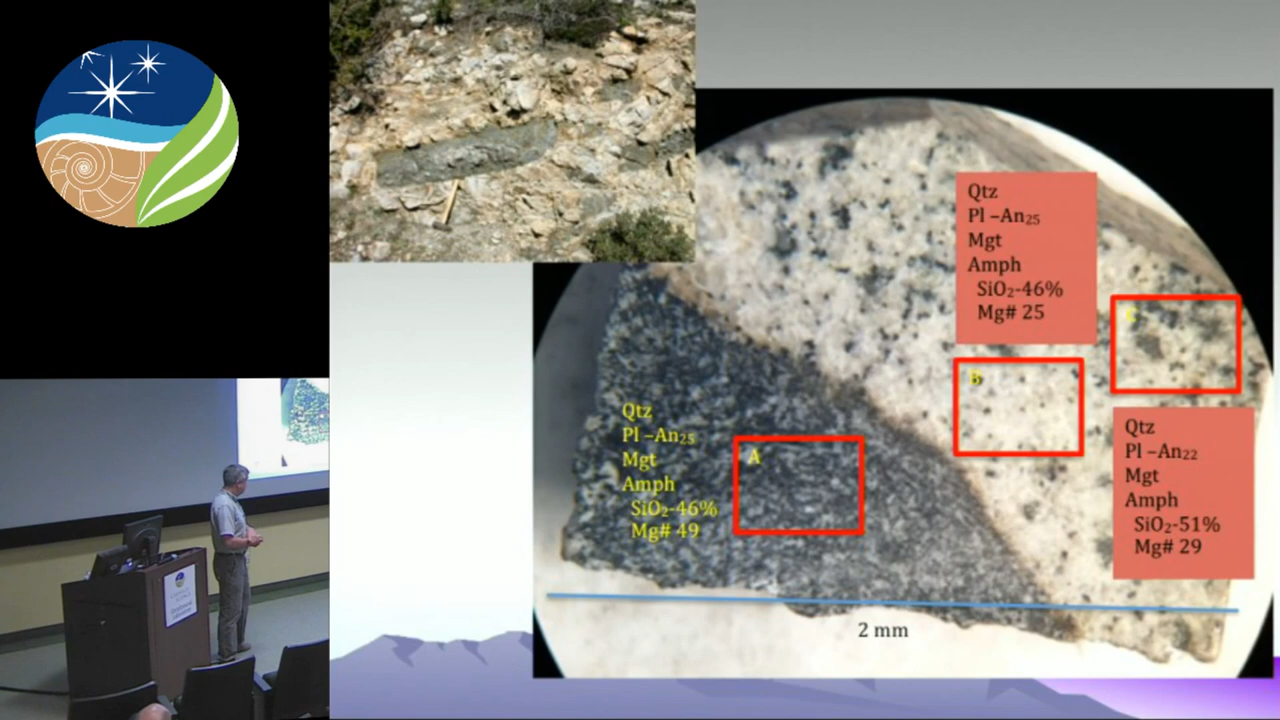 Qtz
Pl –An₂₅
Mgt
Amph
SiO₂-46%
Mg# 25
C
B
Qtz
Pl –An₂₅
Mgt
Amph
SiO₂-46%
Mg# 49
A
Qtz
Pl –An₂₂
Mgt
Amph
SiO₂-51%
Mg# 29
2 mm